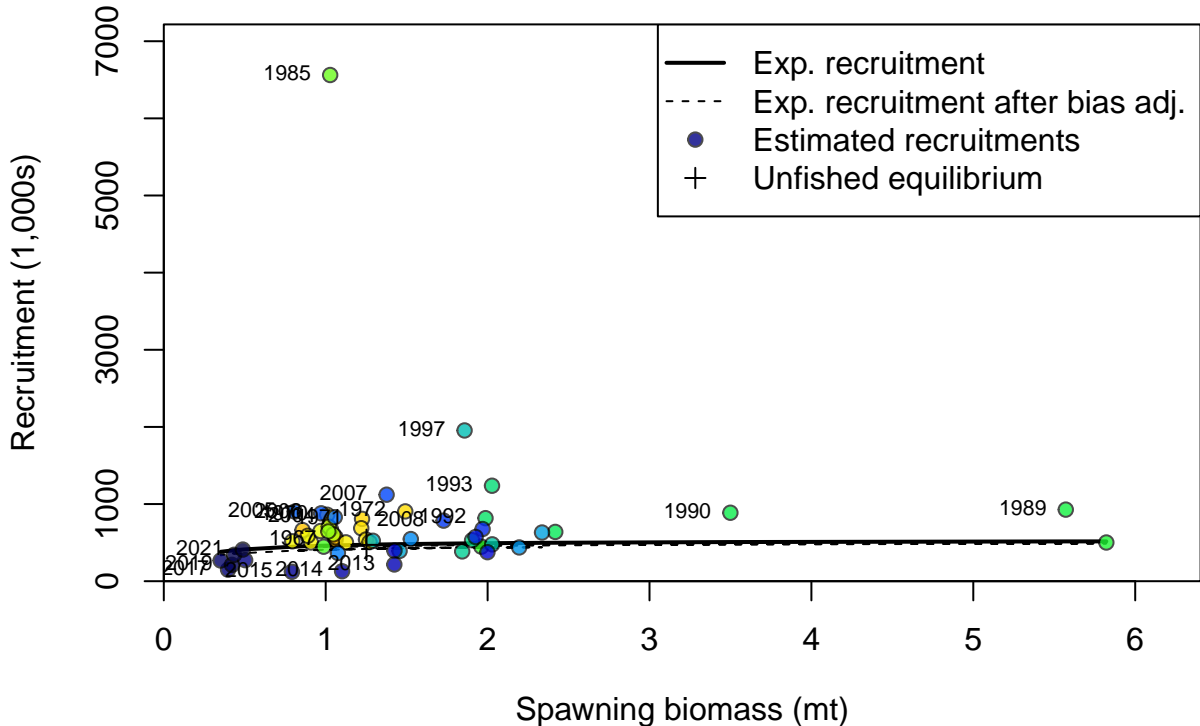 7000
1985
Exp. recruitment
Exp. recruitment after bias adj.
Estimated recruitments
Unfished equilibrium
5000
Recruitment (1,000s)
3000
1997
1993
2007
1972
2008
1992
1990
1989
1000
2021
2019
2017
2015
2014
2013
0
0 1 2 3 4 5 6
Spawning biomass (mt)